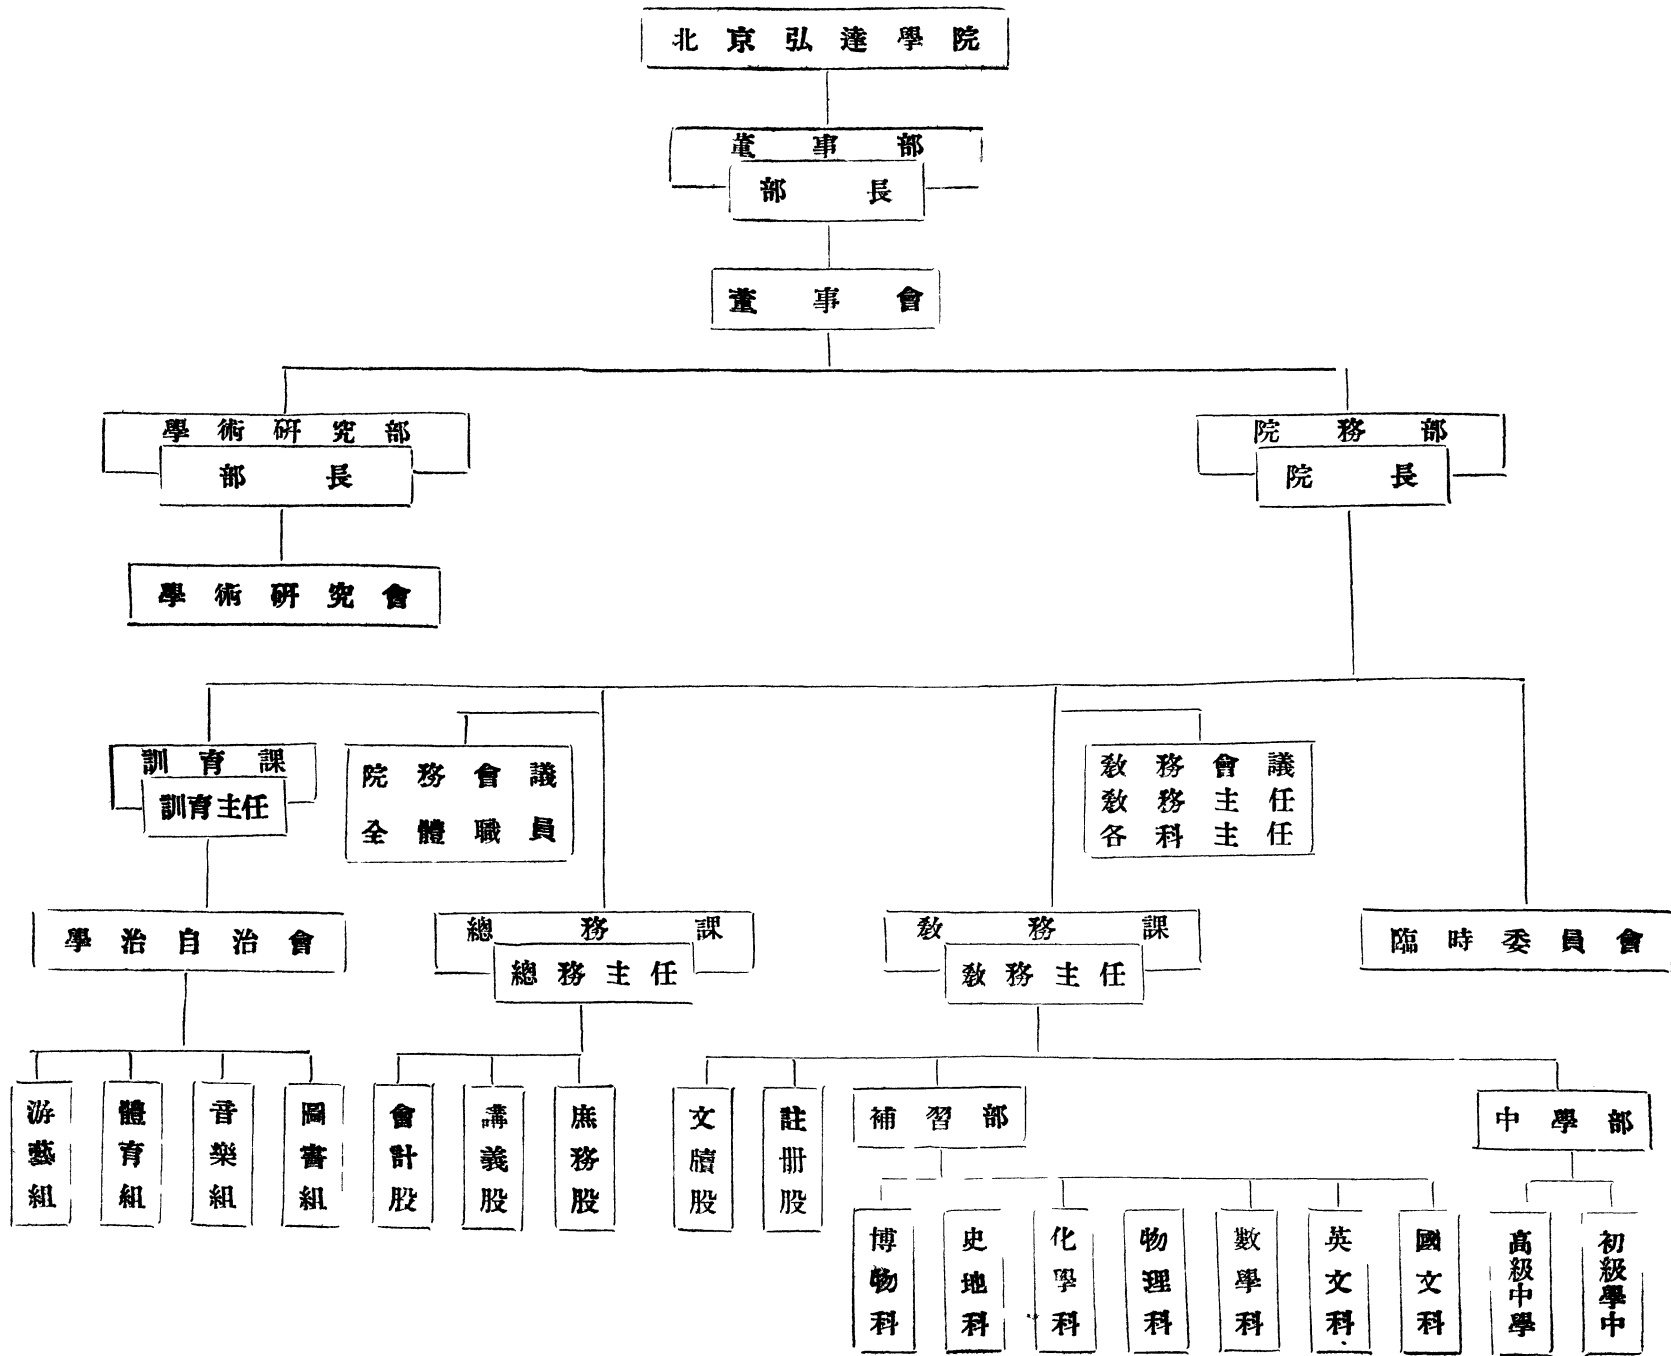 北京弘達學院
董事部
部長
董事會
學術研究部
部長
院務部
院長
學術研究會
訓育課
訓育主任
院務會議
全體職員
教務會議
教務主任
各科主任
學治自治會
總務課
總務主任
教務課
教務主任
臨時委員會
游藝組
體育組
音樂組
圖書組
會計股
講義股
庶務股
文牘股
註冊股
補習部
中學部
博物科
史地科
化學科
物理科
數學科
英文科
國文科
高級中學
初級學中